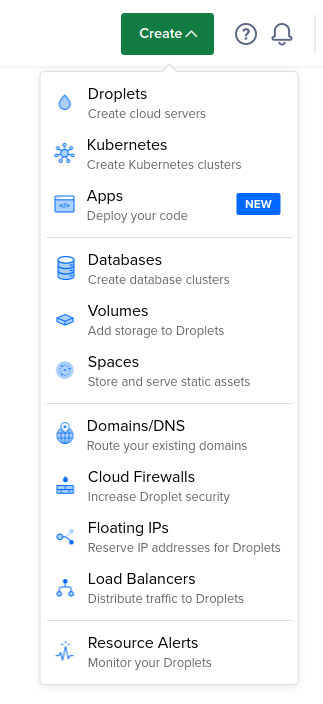 Create
Droplets
Create cloud servers
Kubernetes
Create Kubernetes clusters
Apps
Deploy your code
NEW
Databases
Create database clusters
Volumes
Add storage to Droplets
Spaces
Store and serve static assets
Domains/DNS
Route your existing domains
Cloud Firewalls
Increase Droplet security
Floating IPs
Reserve IP addresses for Droplets
Load Balancers
Distribute traffic to Droplets
Resource Alerts
Monitor your Droplets